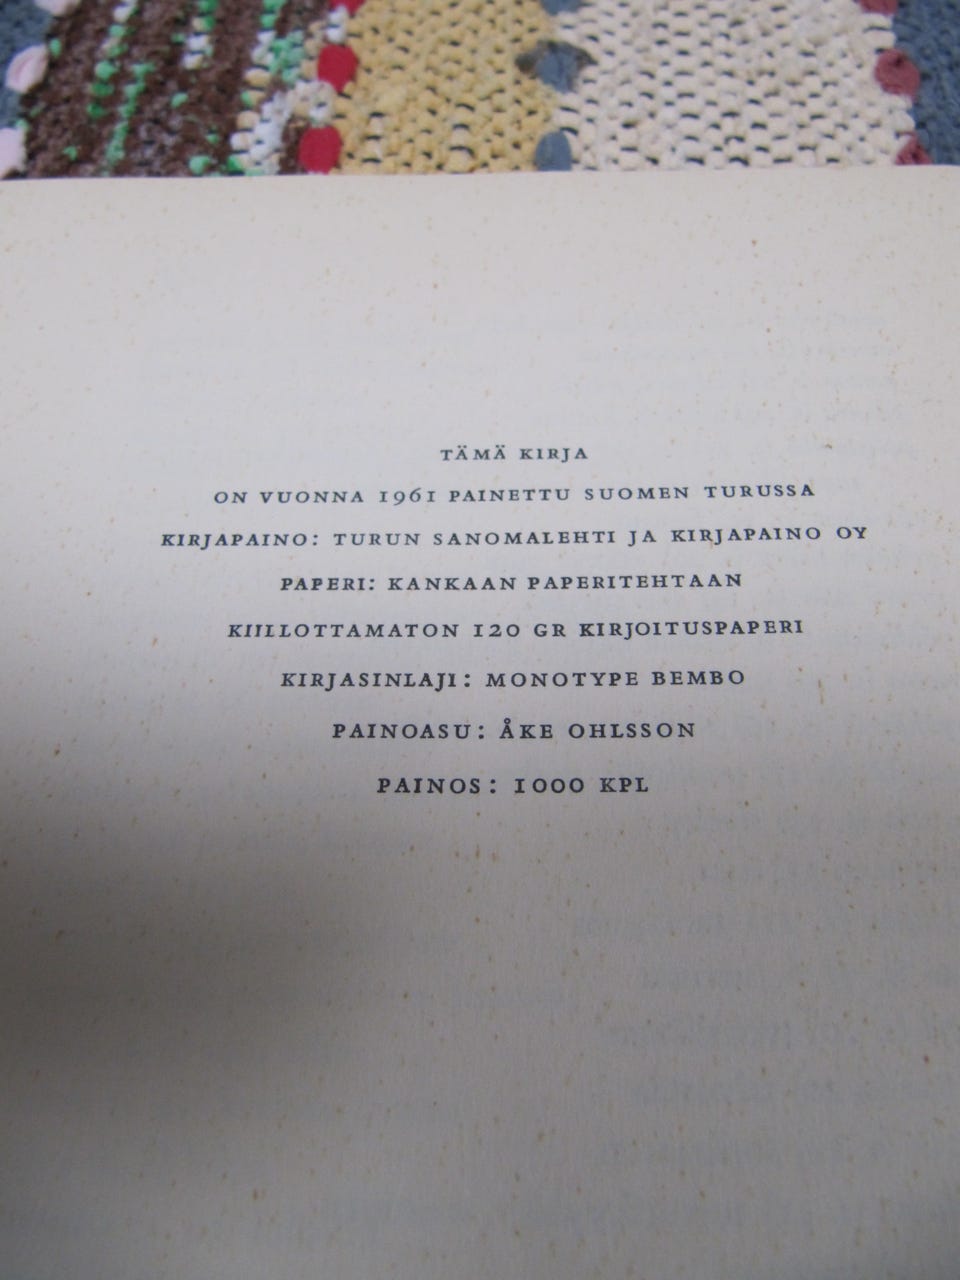 TÄMÄ KIRJA
ON VUONNA 1961 PAINETTU SUOMEN TURUSSA
KIRJAPAINO: TURUN SANOMALEHTI JA KIRJAPAINO OY
PAPERI: KANKAAN PAPERITEHTAAN
KIILLOTTAMATON 120 GR KIRJOITUSPAPERI
KIRJASINLAJI: MONOTYPE BEMBO
PAINOASU: ÅKE OHLSSON
PAINOS: 1000 KPL